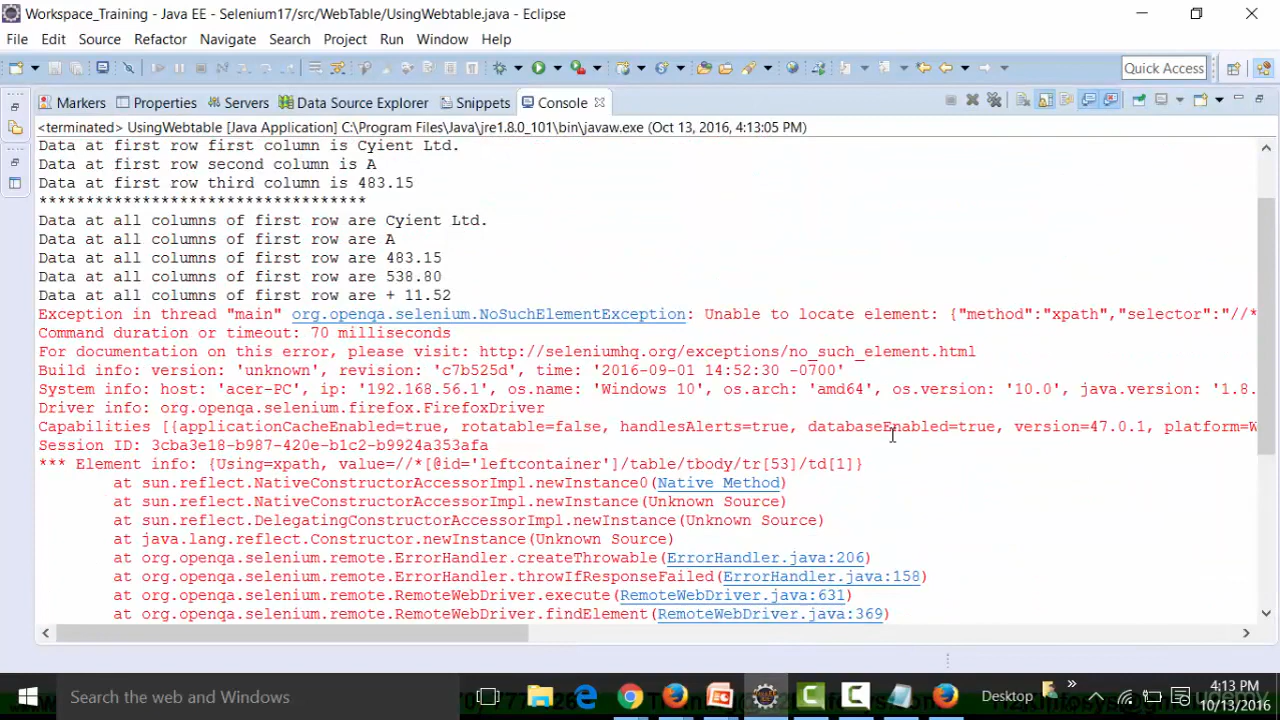 Workspace_Training - Java EE - Selenium17/src/WebTable/UsingWebtable.java - Eclipse
File Edit Source Refactor Navigate Search Project Run Window Help
Quick Access
Markers Properties Servers Data Source Explorer Snippets Console
<terminated> UsingWebtable [Java Application] C:\Program Files\Java\jre1.8.0_101\bin\javaw.exe (Oct 13, 2016, 4:13:05 PM)
Data at first row first column is Cyient Ltd.
Data at first row second column is A
Data at first row third column is 483.15
***********************************
Data at all columns of first row are Cyient Ltd.
Data at all columns of first row are A
Data at all columns of first row are 483.15
Data at all columns of first row are 538.80
Data at all columns of first row are + 11.52
Exception in thread "main" org.openqa.selenium.NoSuchElementException: Unable to locate element: {"method":"xpath","selector":"//*
Command duration or timeout: 70 milliseconds
For documentation on this error, please visit: http://seleniumhq.org/exceptions/no_such_element.html
Build info: version: 'unknown', revision: 'c7b525d', time: '2016-09-01 14:52:30 -0700'
System info: host: 'acer-PC', ip: '192.168.56.1', os.name: 'Windows 10', os.arch: 'amd64', os.version: '10.0', java.version: '1.8.
Driver info: org.openqa.selenium.firefox.FirefoxDriver
Capabilities [{applicationCacheEnabled=true, rotatable=false, handlesAlerts=true, databaseEnabled=true, version=47.0.1, platform=W
Session ID: 3cba3e18-b987-420e-b1c2-b9924a353afa
*** Element info: {Using=xpath, value=//*[@id='leftcontainer']/table/tbody/tr[53]/td[1]}
at sun.reflect.NativeConstructorAccessorImpl.newInstance0(Native Method)
at sun.reflect.NativeConstructorAccessorImpl.newInstance(Unknown Source)
at sun.reflect.DelegatingConstructorAccessorImpl.newInstance(Unknown Source)
at java.lang.reflect.Constructor.newInstance(Unknown Source)
at org.openqa.selenium.remote.ErrorHandler.createThrowable(ErrorHandler.java:206)
at org.openqa.selenium.remote.ErrorHandler.throwIfResponseFailed(ErrorHandler.java:158)
at org.openqa.selenium.remote.RemoteWebDriver.execute(RemoteWebDriver.java:631)
at org.openqa.selenium.remote.RemoteWebDriver.findElement(RemoteWebDriver.java:369)
Search the web and Windows
Desktop
4:13 PM
10/13/2016